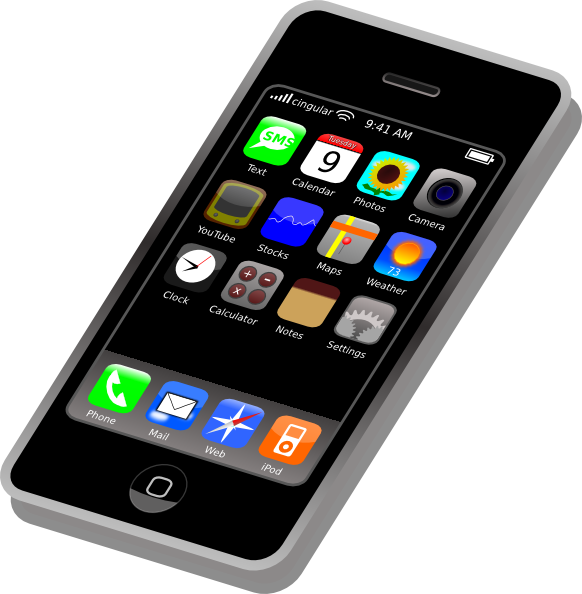 cingular 9:41 AM
SMS Tuesday
9
Text Calendar Photos Camera
73
YouTube Stocks Maps Weather
+ −
x
Clock Calculator Notes Settings
Phone Mail Web iPod